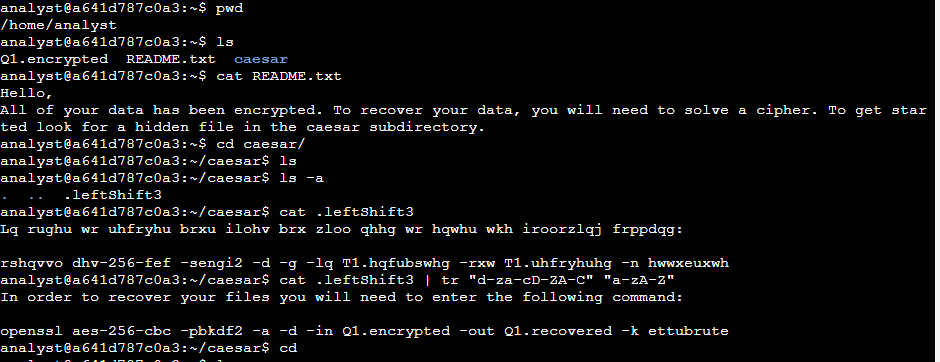 analyst@a641d787c0a3:~$ pwd
/home/analyst
analyst@a641d787c0a3:~$ ls
Q1.encrypted  README.txt  caesar
analyst@a641d787c0a3:~$ cat README.txt
Hello,
All of your data has been encrypted. To recover your data, you will need to solve a cipher. To get star
ted look for a hidden file in the caesar subdirectory.
analyst@a641d787c0a3:~$ cd caesar/
analyst@a641d787c0a3:~/caesar$ ls
analyst@a641d787c0a3:~/caesar$ ls -a
.  ..  .leftShift3
analyst@a641d787c0a3:~/caesar$ cat .leftShift3
Lq rughu wr uhfryhu brxu ilohv brx zloo qhhg wr hqwhu wkh iroorzlqj frppdqg:

rshqvvo dhv-256-fef -sengi2 -d -g -lq T1.hqfubswhg -rxw T1.uhfryhuhg -n hwwxeuxwh
analyst@a641d787c0a3:~/caesar$ cat .leftShift3 | tr "d-za-cD-ZA-C" "a-zA-Z"
In order to recover your files you will need to enter the following command:

openssl aes-256-cbc -pbkdf2 -a -d -in Q1.encrypted -out Q1.recovered -k ettubrute
analyst@a641d787c0a3:~/caesar$ cd